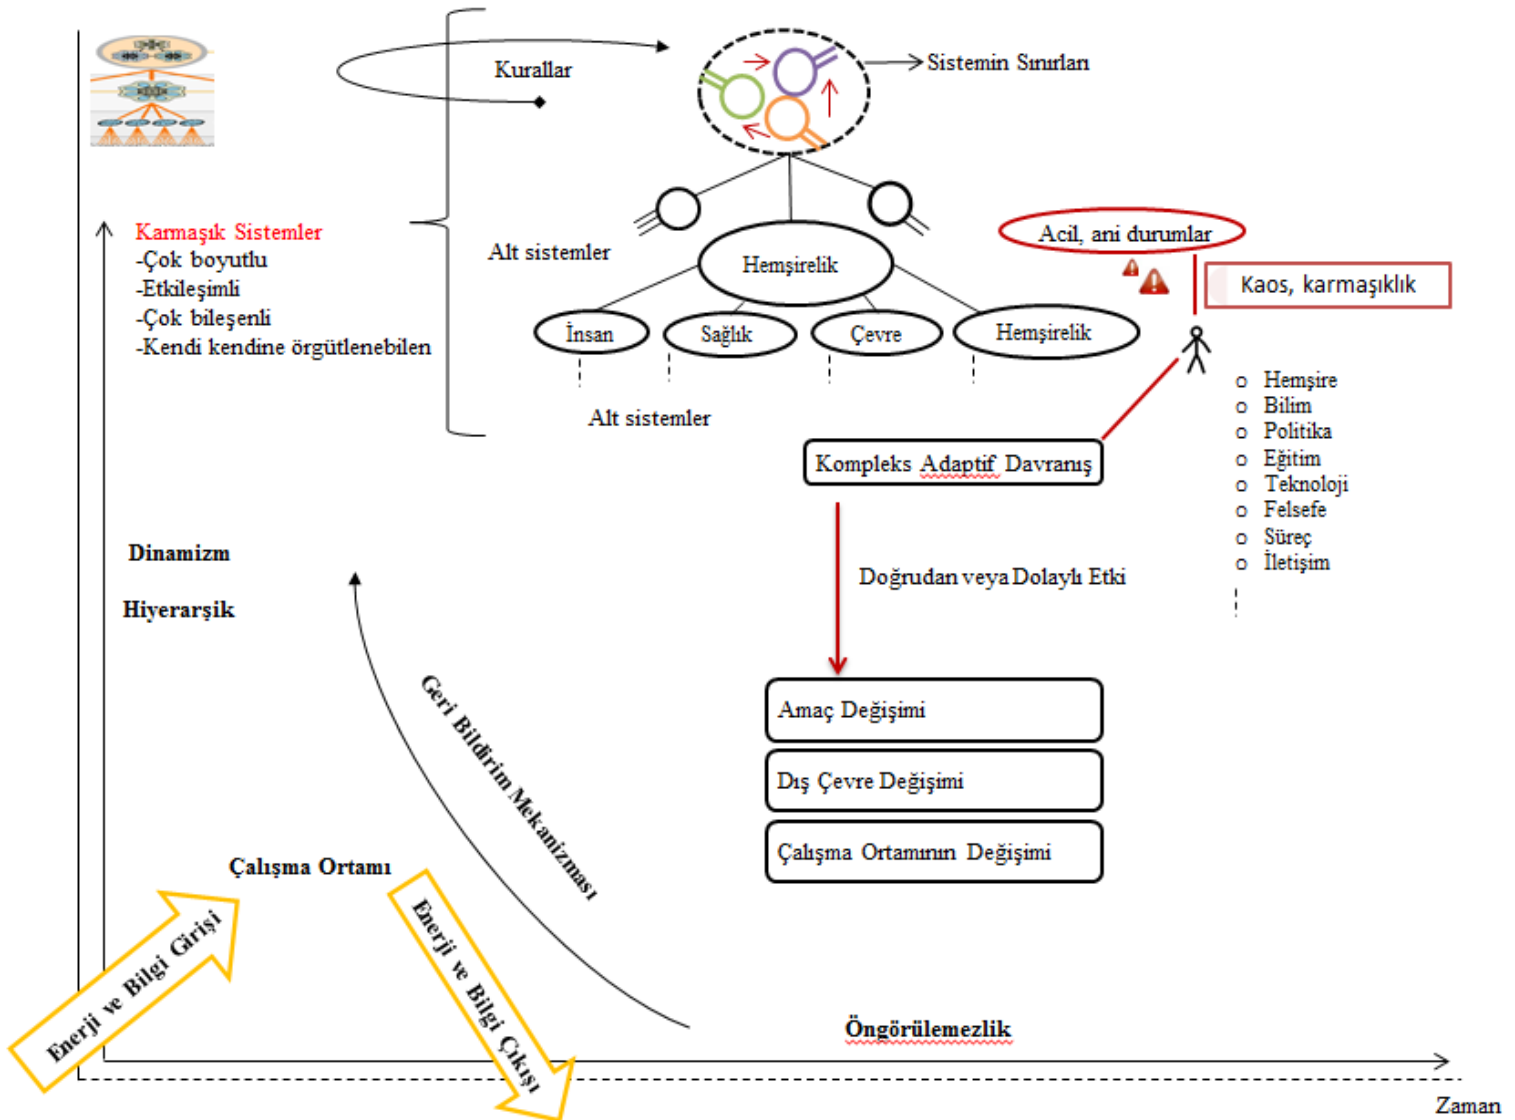 Kurallar
Sistemin Sınırları
Karmaşık Sistemler
-Çok boyutlu
-Etkileşimli
-Çok bileşenli
-Kendi kendine örgütlenebilen
Alt sistemler
Hemşirelik
İnsan
Sağlık
Çevre
Hemşirelik
Alt sistemler
Acil, ani durumlar
Kaos, karmaşıklık
o Hemşire
o Bilim
o Politika
o Eğitim
o Teknoloji
o Felsefe
o Süreç
o İletişim
Kompleks Adaptif Davranış
Doğrudan veya Dolaylı Etki
Amaç Değişimi
Dış Çevre Değişimi
Çalışma Ortamının Değişimi
Dinamizm
Hiyerarşik
Geri Bildirim Mekanizması
Çalışma Ortamı
Enerji ve Bilgi Girişi
Enerji ve Bilgi Çıkışı
Öngörülemezlik
Zaman